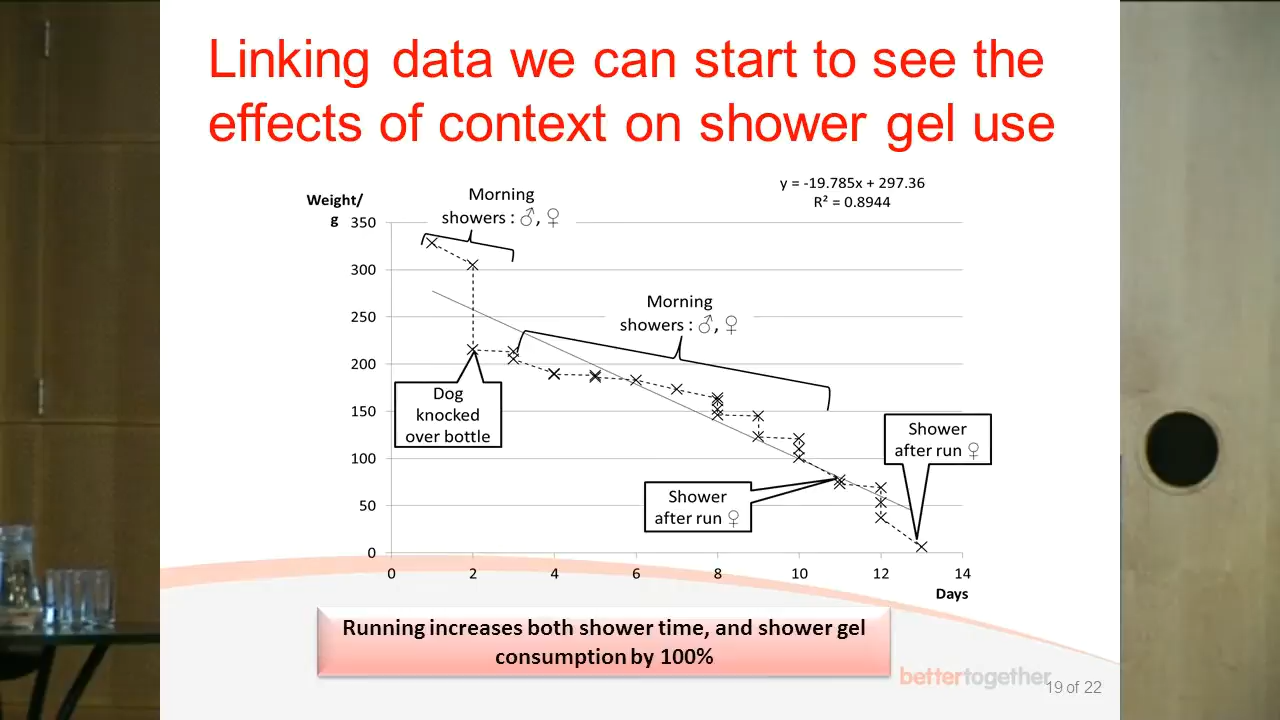 Linking data we can start to see the
effects of context on shower gel use
y = -19.785x + 297.36
R² = 0.8944
Weight/
g
Morning
showers : ♂, ♀
350
300
250
200
150
100
50
0
Morning
showers : ♂, ♀
Dog
knocked
over bottle
Shower
after run ♀
Shower
after run ♀
0 2 4 6 8 10 12 14
Days
Running increases both shower time, and shower gel
consumption by 100%
bettertogether
19 of 22